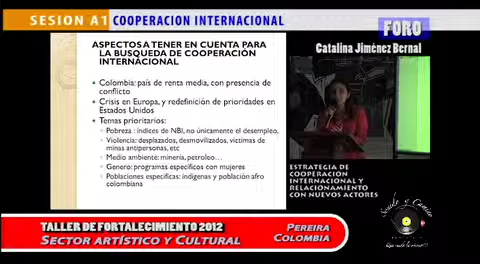 SESION A1 COOPERACION INTERNACIONAL
FORO
Catalina Jiménez Bernal
ASPECTOS A TENER EN CUENTA PARA
LA BUSQUEDA DE COOPERACIÓN
INTERNACIONAL
• Colombia: país de renta media, con presencia de
conflicto
• Crisis en Europa, y redefinición de prioridades en
Estados Unidos
• Temas prioritarios:
• Pobreza : índices de NBI, no únicamente el desempleo,
• Violencia: desplazados, desmovilizados, víctimas de
minas antipersonas, etc
• Medio ambiente: minería, petroleo…
• Genero: programas específicos con mujeres
• Poblaciones específicas: indígenas y población afro
colombiana
ESTRATEGIA DE
COOPERACION
INTERNACIONAL Y
RELACIONAMIENTO
CON NUEVOS ACTORES
TALLER DE FORTALECIMIENTO 2012
SECTOR ARTÍSTICO Y CULTURAL
PEREIRA
COLOMBIA